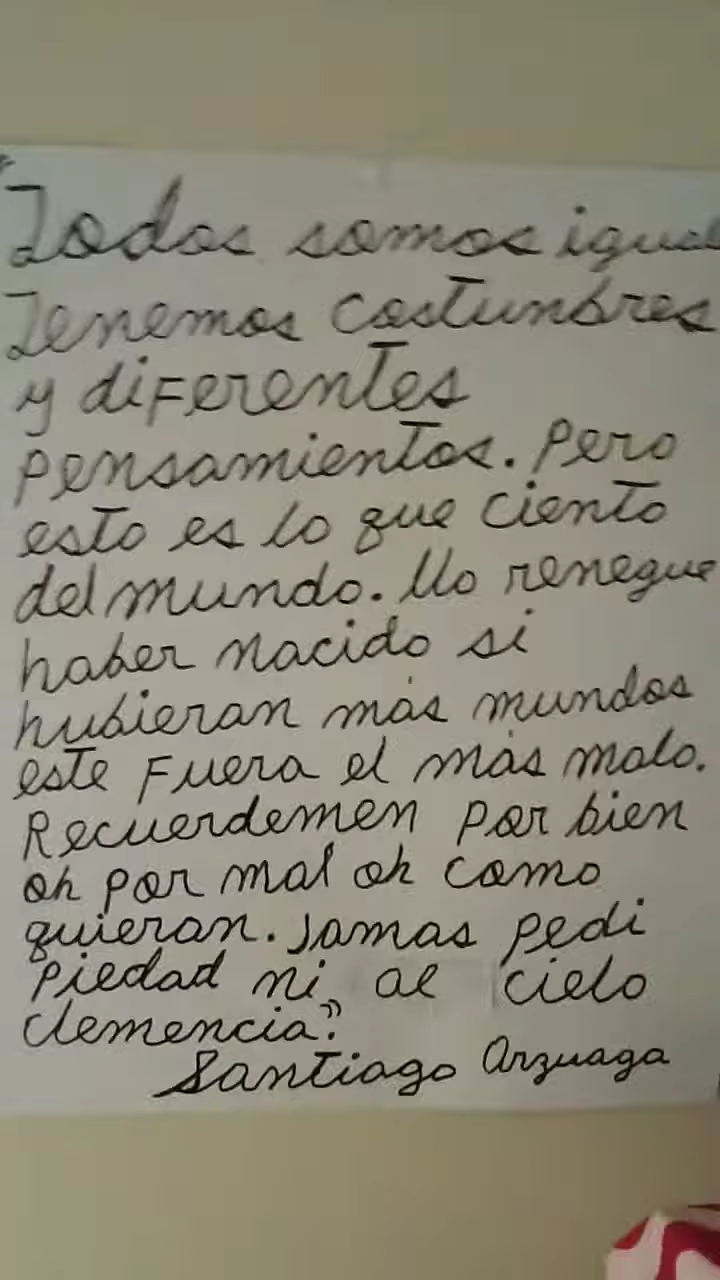 "Todos somos igual
Tenemos costumbres
y diferentes
pensamientos. Pero
esto es lo que ciento
del mundo. No renegue
haber nacido si
hubieran más mundos
este fuera el más malo.
Recuerdemen por bien
oh por mal oh como
quieran. Jamas pedi
piedad ni al cielo
clemencia."
Santiago Arzuaga